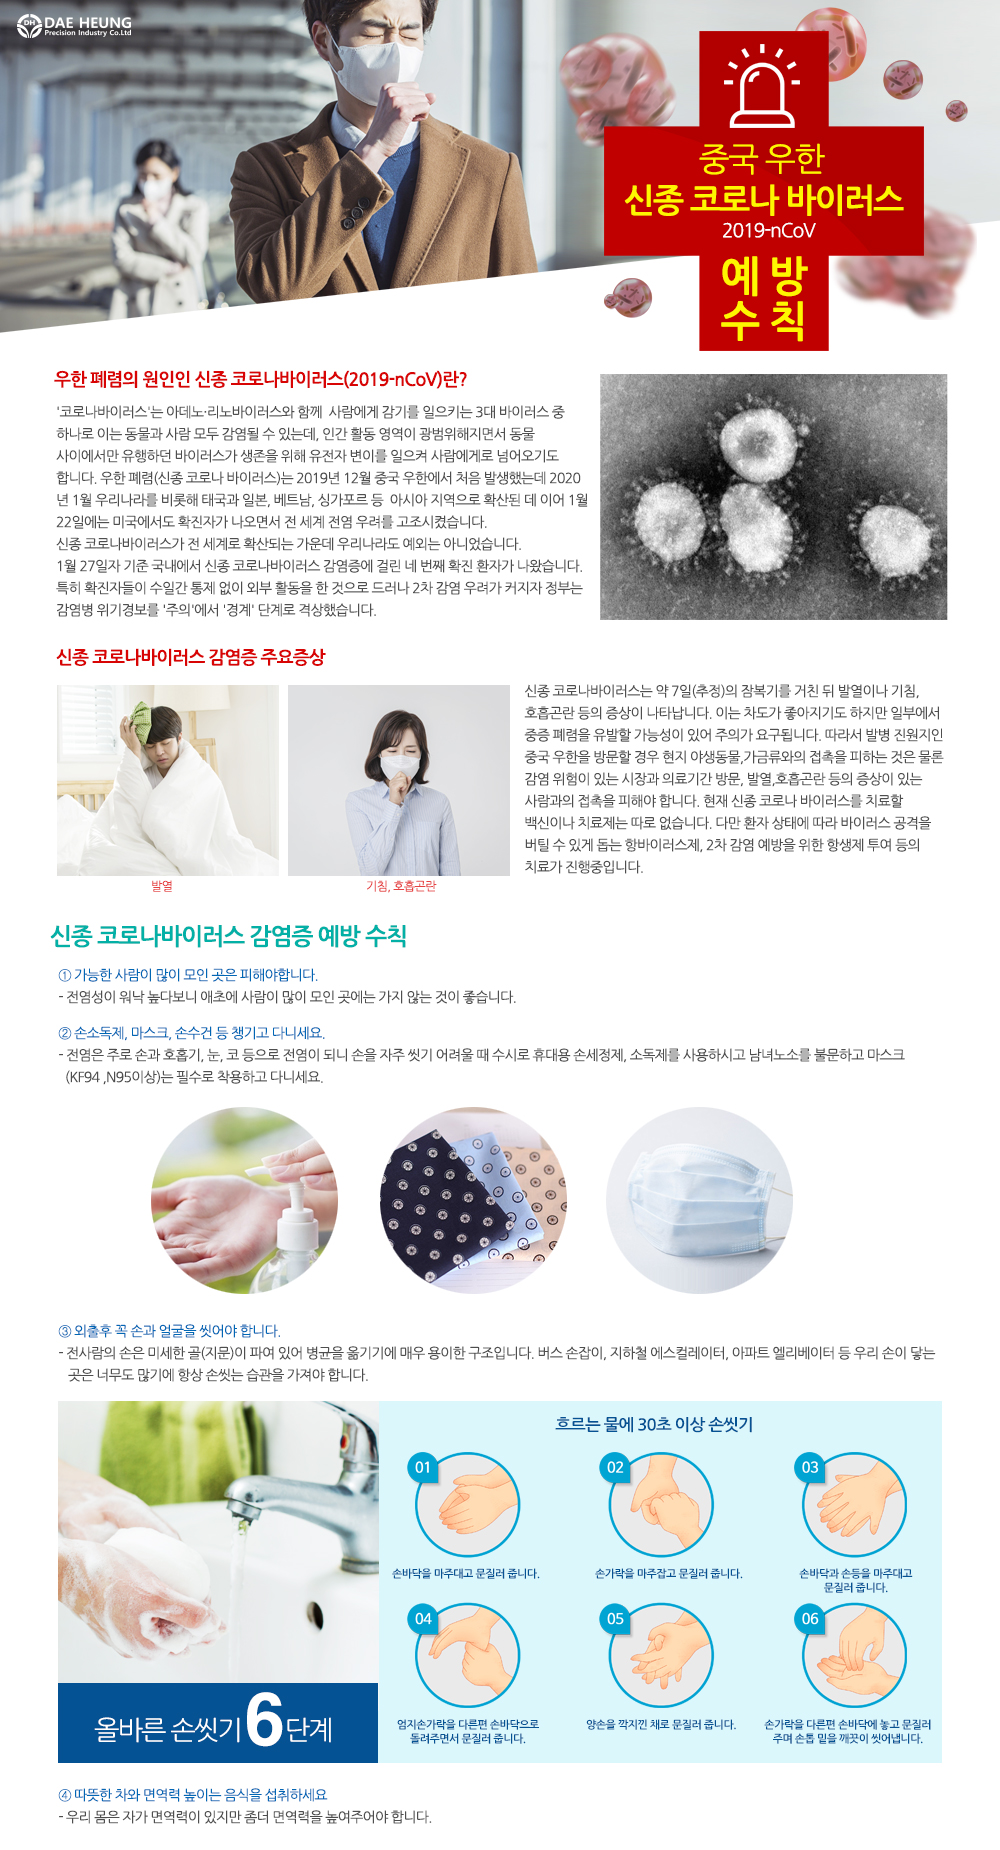 DH
DAE HEUNG
Precision Industry Co.Ltd
중국 우한
신종 코로나 바이러스
2019-nCoV
예 방
수 칙
우한 폐렴의 원인인 신종 코로나바이러스(2019-nCoV)란?
'코로나바이러스'는 아데노·리노바이러스와 함께 사람에게 감기를 일으키는 3대 바이러스 중
하나로 이는 동물과 사람 모두 감염될 수 있는데, 인간 활동 영역이 광범위해지면서 동물
사이에서만 유행하던 바이러스가 생존을 위해 유전자 변이를 일으켜 사람에게로 넘어오기도
합니다. 우한 폐렴(신종 코로나 바이러스)는 2019년 12월 중국 우한에서 처음 발생했는데 2020
년 1월 우리나라를 비롯해 태국과 일본, 베트남, 싱가포르 등 아시아 지역으로 확산된 데 이어 1월
22일에는 미국에서도 확진자가 나오면서 전 세계 전염 우려를 고조시켰습니다.
신종 코로나바이러스가 전 세계로 확산되는 가운데 우리나라도 예외는 아니었습니다.
1월 27일자 기준 국내에서 신종 코로나바이러스 감염증에 걸린 네 번째 확진 환자가 나왔습니다.
특히 확진자들이 수일간 통제 없이 외부 활동을 한 것으로 드러나 2차 감염 우려가 커지자 정부는
감염병 위기경보를 '주의'에서 '경계' 단계로 격상했습니다.
신종 코로나바이러스 감염증 주요증상
신종 코로나바이러스는 약 7일(추정)의 잠복기를 거친 뒤 발열이나 기침,
호흡곤란 등의 증상이 나타납니다. 이는 차도가 좋아지기도 하지만 일부에서
중증 폐렴을 유발할 가능성이 있어 주의가 요구됩니다. 따라서 발병 진원지인
중국 우한을 방문할 경우 현지 야생동물,가금류와의 접촉을 피하는 것은 물론
감염 위험이 있는 시장과 의료기간 방문, 발열,호흡곤란 등의 증상이 있는
사람과의 접촉을 피해야 합니다. 현재 신종 코로나 바이러스를 치료할
백신이나 치료제는 따로 없습니다. 다만 환자 상태에 따라 바이러스 공격을
버틸 수 있게 돕는 항바이러스제, 2차 감염 예방을 위한 항생제 투여 등의
치료가 진행중입니다.
발열
기침, 호흡곤란
신종 코로나바이러스 감염증 예방 수칙
① 가능한 사람이 많이 모인 곳은 피해야합니다.
- 전염성이 워낙 높다보니 애초에 사람이 많이 모인 곳에는 가지 않는 것이 좋습니다.
② 손소독제, 마스크, 손수건 등 챙기고 다니세요.
- 전염은 주로 손과 호흡기, 눈, 코 등으로 전염이 되니 손을 자주 씻기 어려울 때 수시로 휴대용 손세정제, 소독제를 사용하시고 남녀노소를 불문하고 마스크
(KF94 ,N95이상)는 필수로 착용하고 다니세요.
③ 외출후 꼭 손과 얼굴을 씻어야 합니다.
- 전사람의 손은 미세한 골(지문)이 파여 있어 병균을 옮기기에 매우 용이한 구조입니다. 버스 손잡이, 지하철 에스컬레이터, 아파트 엘리베이터 등 우리 손이 닿는
곳은 너무도 많기에 항상 손씻는 습관을 가져야 합니다.
흐르는 물에 30초 이상 손씻기
01
02
03
손바닥을 마주대고 문질러 줍니다.
손가락을 마주잡고 문질러 줍니다.
손바닥과 손등을 마주대고
문질러 줍니다.
04
05
06
엄지손가락을 다른편 손바닥으로
돌려주면서 문질러 줍니다.
양손을 깍지낀 채로 문질러 줍니다.
손가락을 다른편 손바닥에 놓고 문질러
주며 손톱 밑을 깨끗이 씻어냅니다.
올바른 손씻기 6 단계
④ 따뜻한 차와 면역력 높이는 음식을 섭취하세요
- 우리 몸은 자가 면역력이 있지만 좀더 면역력을 높여주어야 합니다.